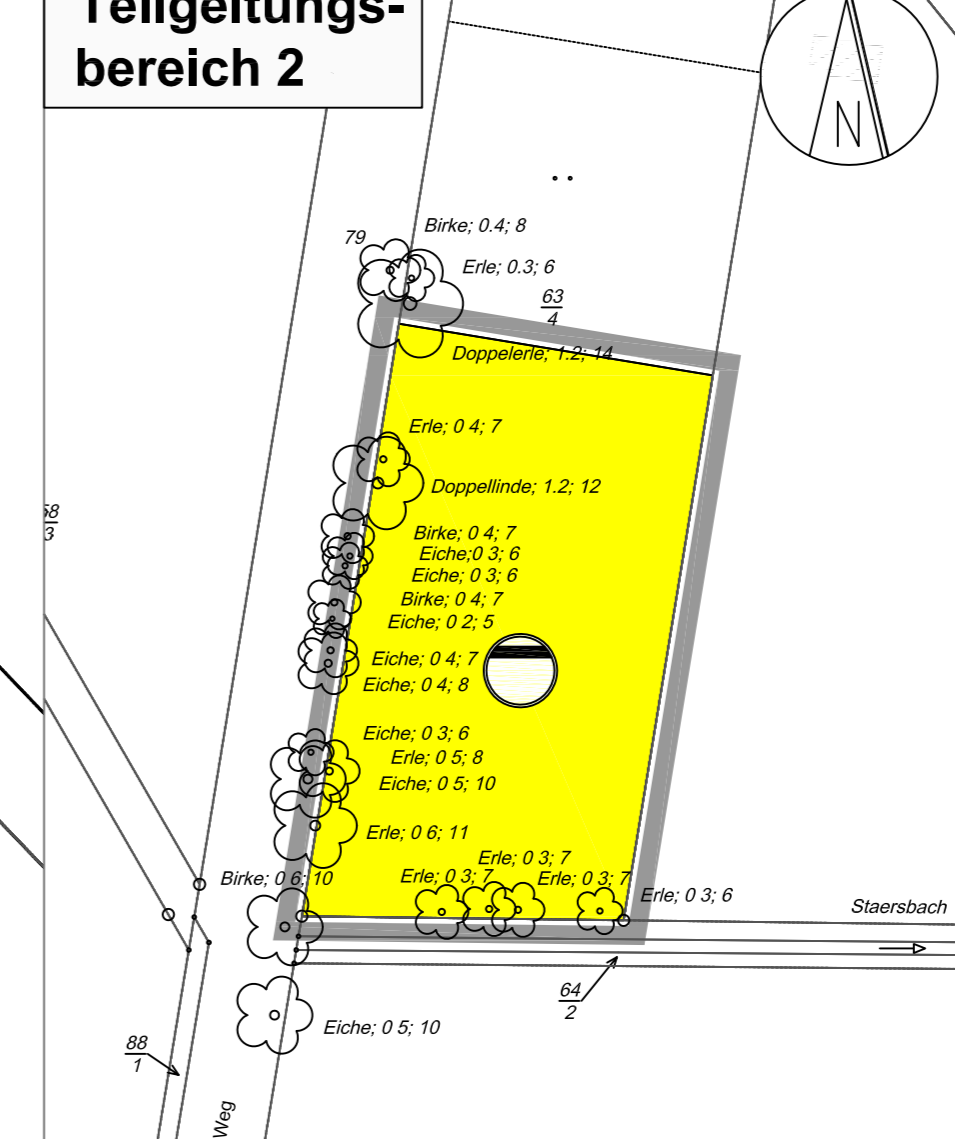 Teilgeltungs-
bereich 2
N
79
Birke; 0.4; 8
Erle; 0.3; 6
63
4
Doppelerle; 1.2; 14
Erle; 0 4; 7
Doppellinde; 1.2; 12
58
3
Birke; 0 4; 7
Eiche;0 3; 6
Eiche; 0 3; 6
Birke; 0 4; 7
Eiche; 0 2; 5
Eiche; 0 4; 7
Eiche; 0 4; 8
Eiche; 0 3; 6
Erle; 0 5; 8
Eiche; 0 5; 10
Erle; 0 6; 11
Erle; 0 3; 7
Birke; 0 6; 10
Erle; 0 3; 7
Erle; 0 3; 7
Erle; 0 3; 6
Staersbach
64
2
Eiche; 0 5; 10
88
1
Weg